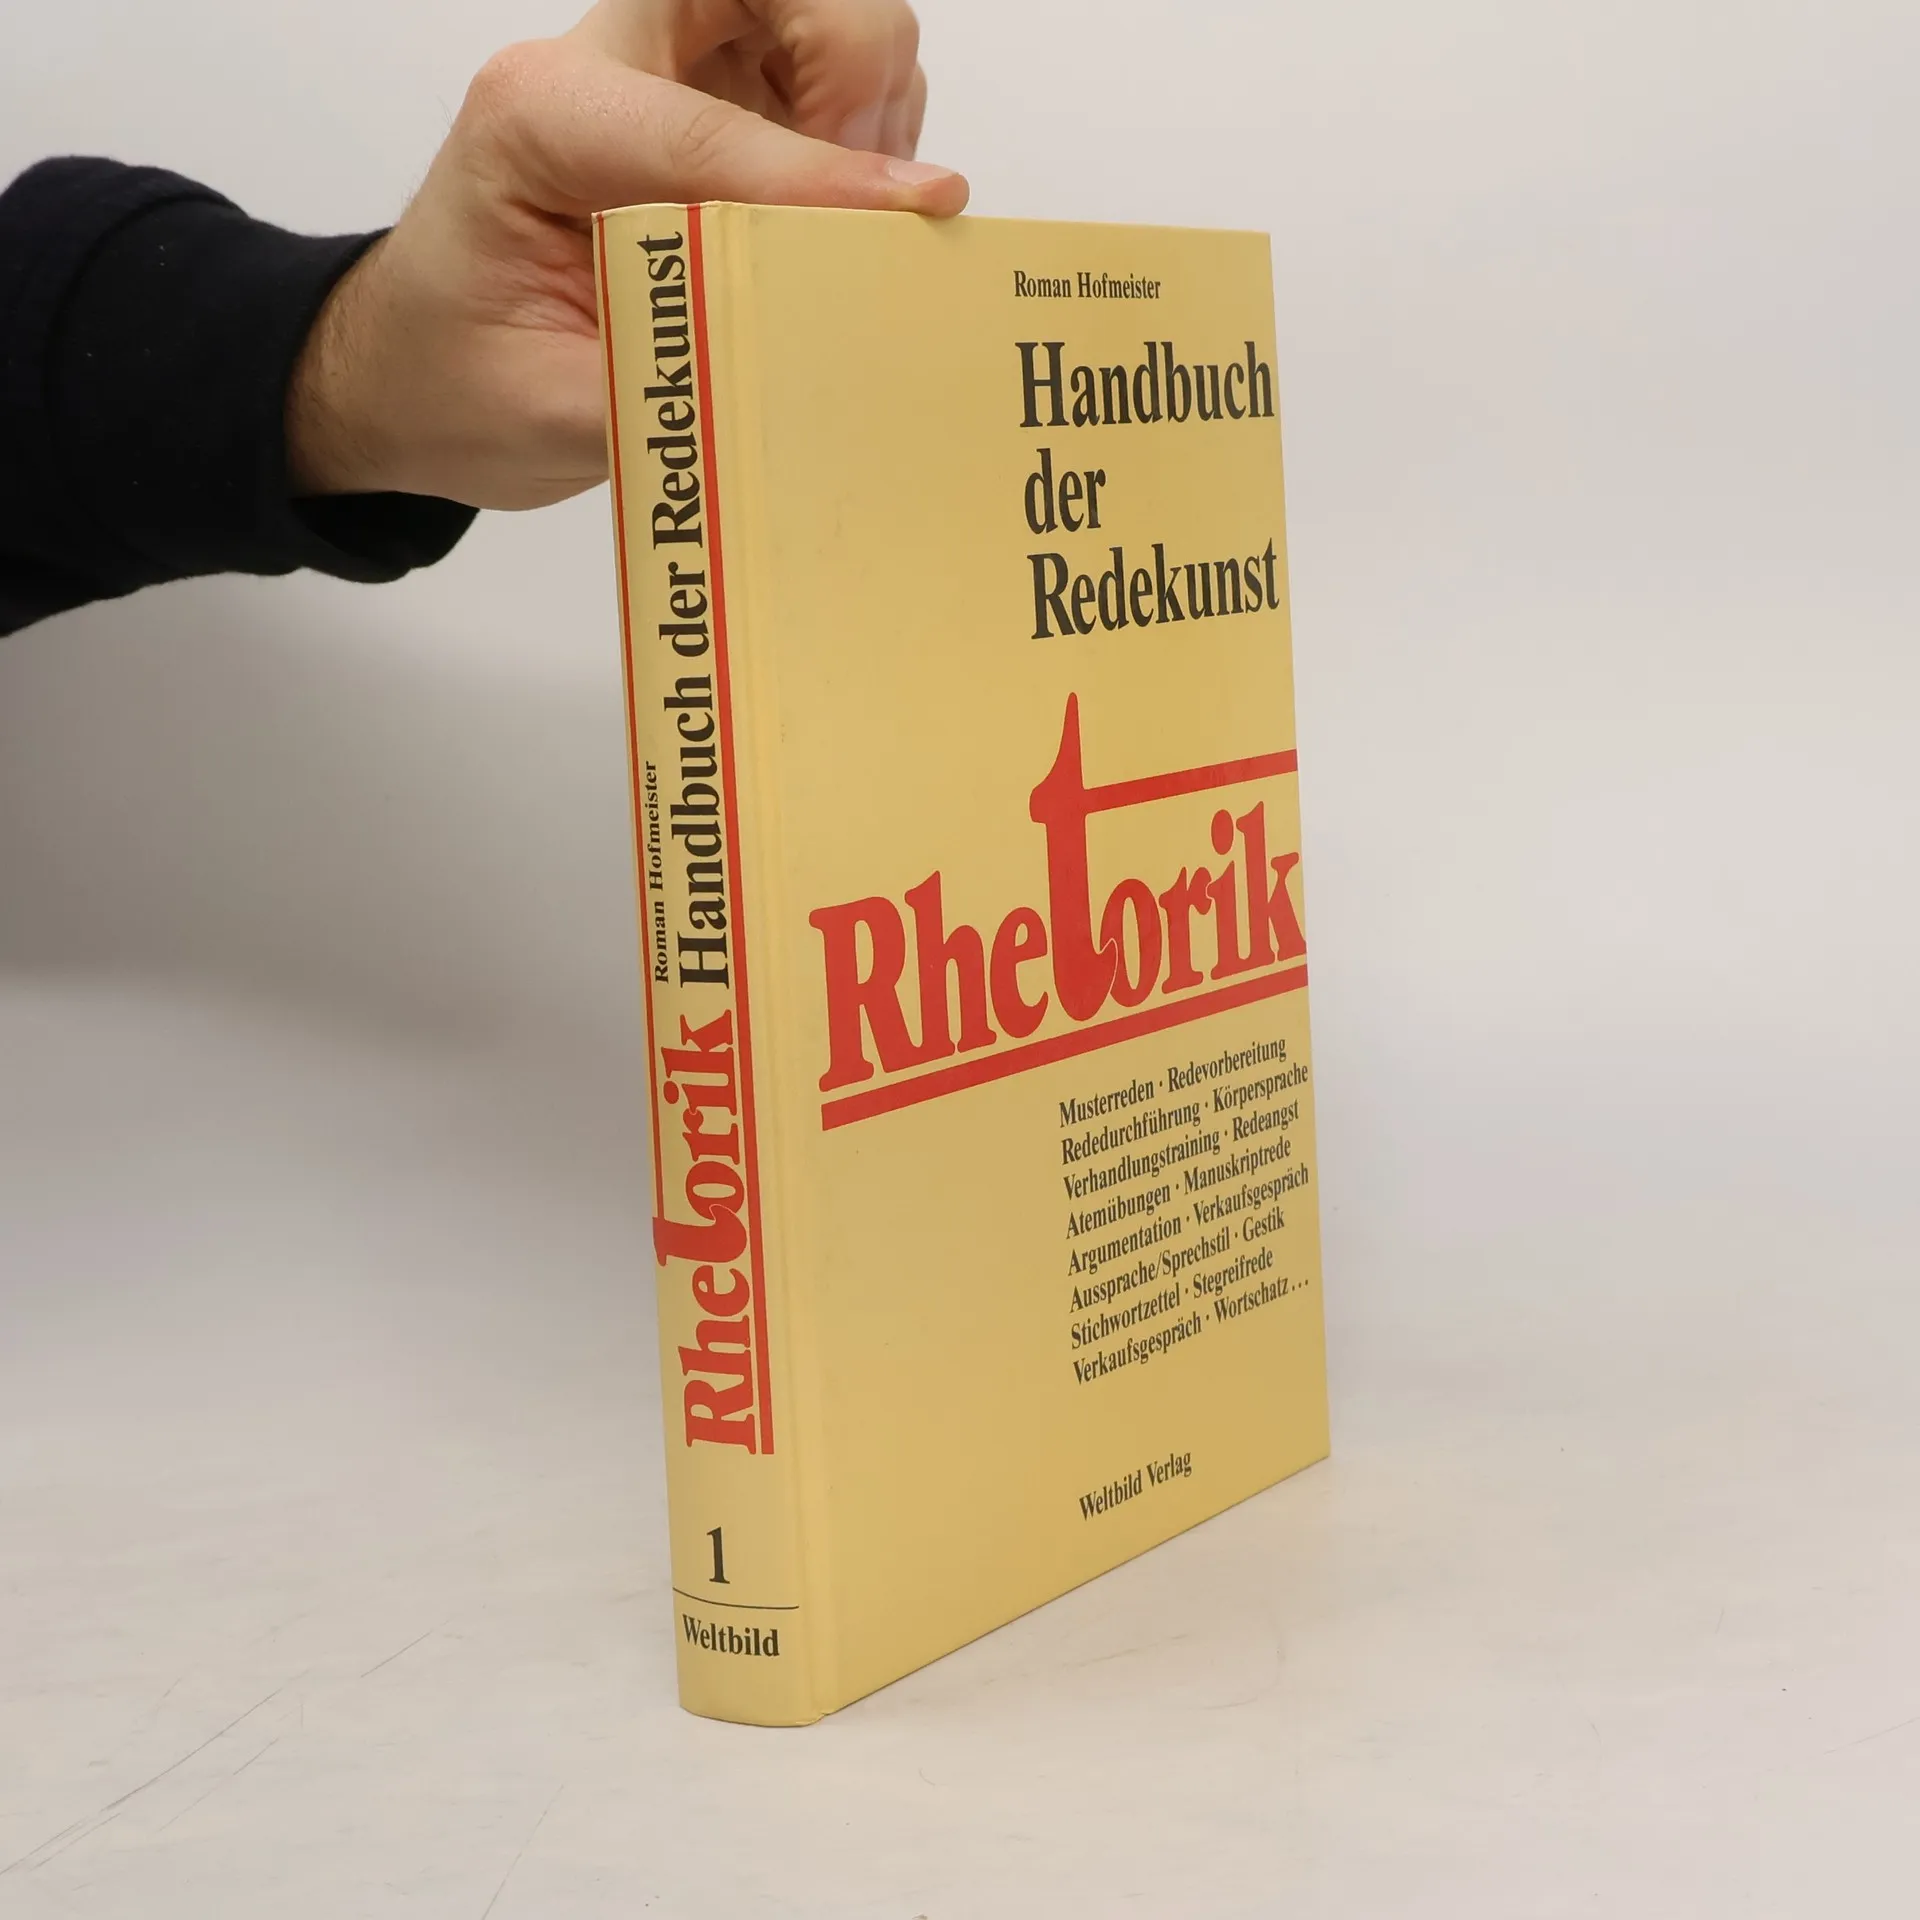 Roman Hofmeister
Handbuch der Redekunst
Rhetorik
1
Weltbild
Roman Hofmeister
Handbuch
der
Redekunst
Rhetorik
Musterreden · Redevorbereitung
Rededurchführung · Körpersprache
Verhandlungstraining · Redeangst
Atemübungen · Manuskriptrede
Argumentation · Verkaufsgespräch
Aussprache/Sprechstil · Gestik
Stichwortzettel · Stegreifrede
Verkaufsgespräch · Wortschatz ...
Weltbild Verlag